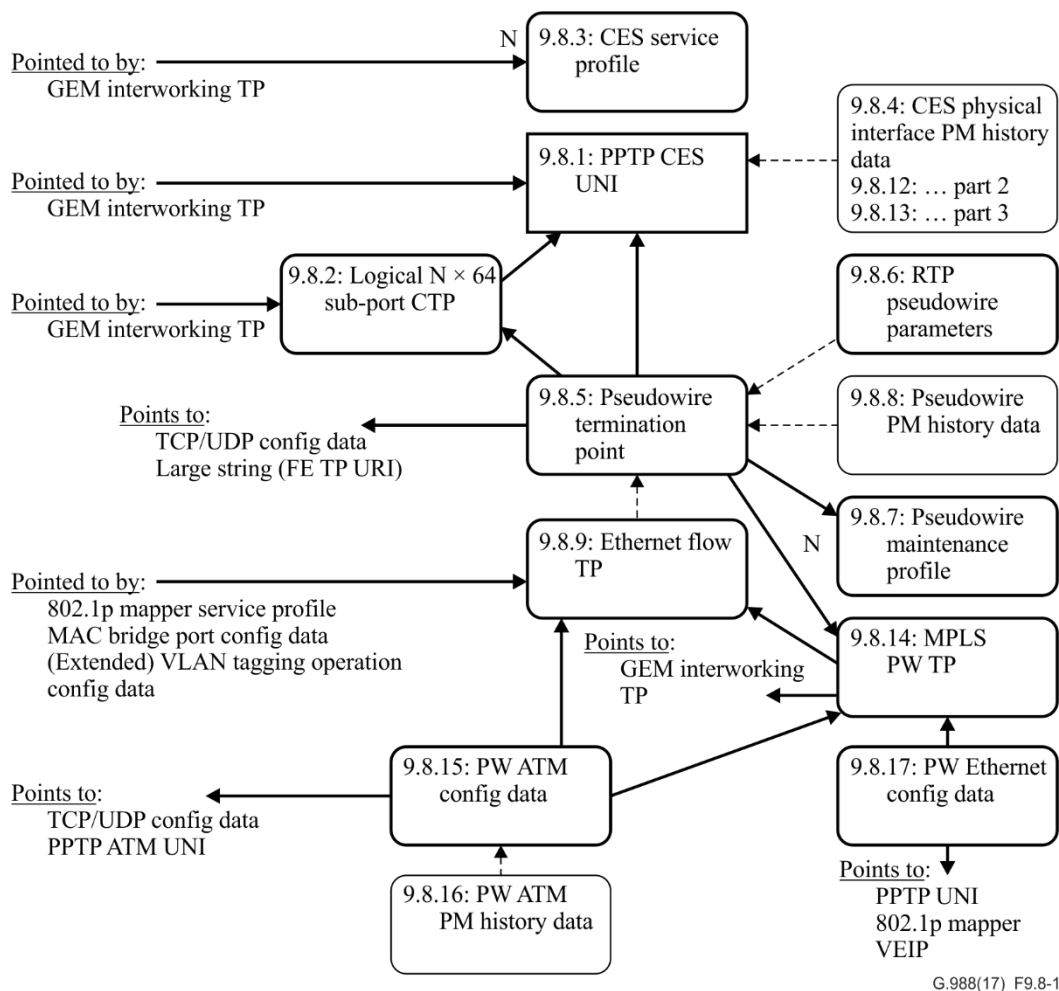 9.8.3: CES service
profile
N
Pointed to by:
GEM interworking TP
9.8.4: CES physical
interface PM history
data
9.8.12: … part 2
9.8.13: … part 3
9.8.1: PPTP CES
UNI
Pointed to by:
GEM interworking TP
9.8.2: Logical N × 64
sub-port CTP
9.8.6: RTP
pseudowire
parameters
Pointed to by:
GEM interworking TP
9.8.5: Pseudowire
termination
point
9.8.8: Pseudowire
PM history data
Points to:
TCP/UDP config data
Large string (FE TP URI)
9.8.7: Pseudowire
maintenance
profile
N
9.8.9: Ethernet flow
TP
Pointed to by:
802.1p mapper service profile
MAC bridge port config data
(Extended) VLAN tagging operation
config data
9.8.14: MPLS
PW TP
Points to:
GEM interworking
TP
9.8.15: PW ATM
config data
9.8.17: PW Ethernet
config data
Points to:
TCP/UDP config data
PPTP ATM UNI
9.8.16: PW ATM
PM history data
Points to:
PPTP UNI
802.1p mapper
VEIP
G.988(17)_F9.8-1